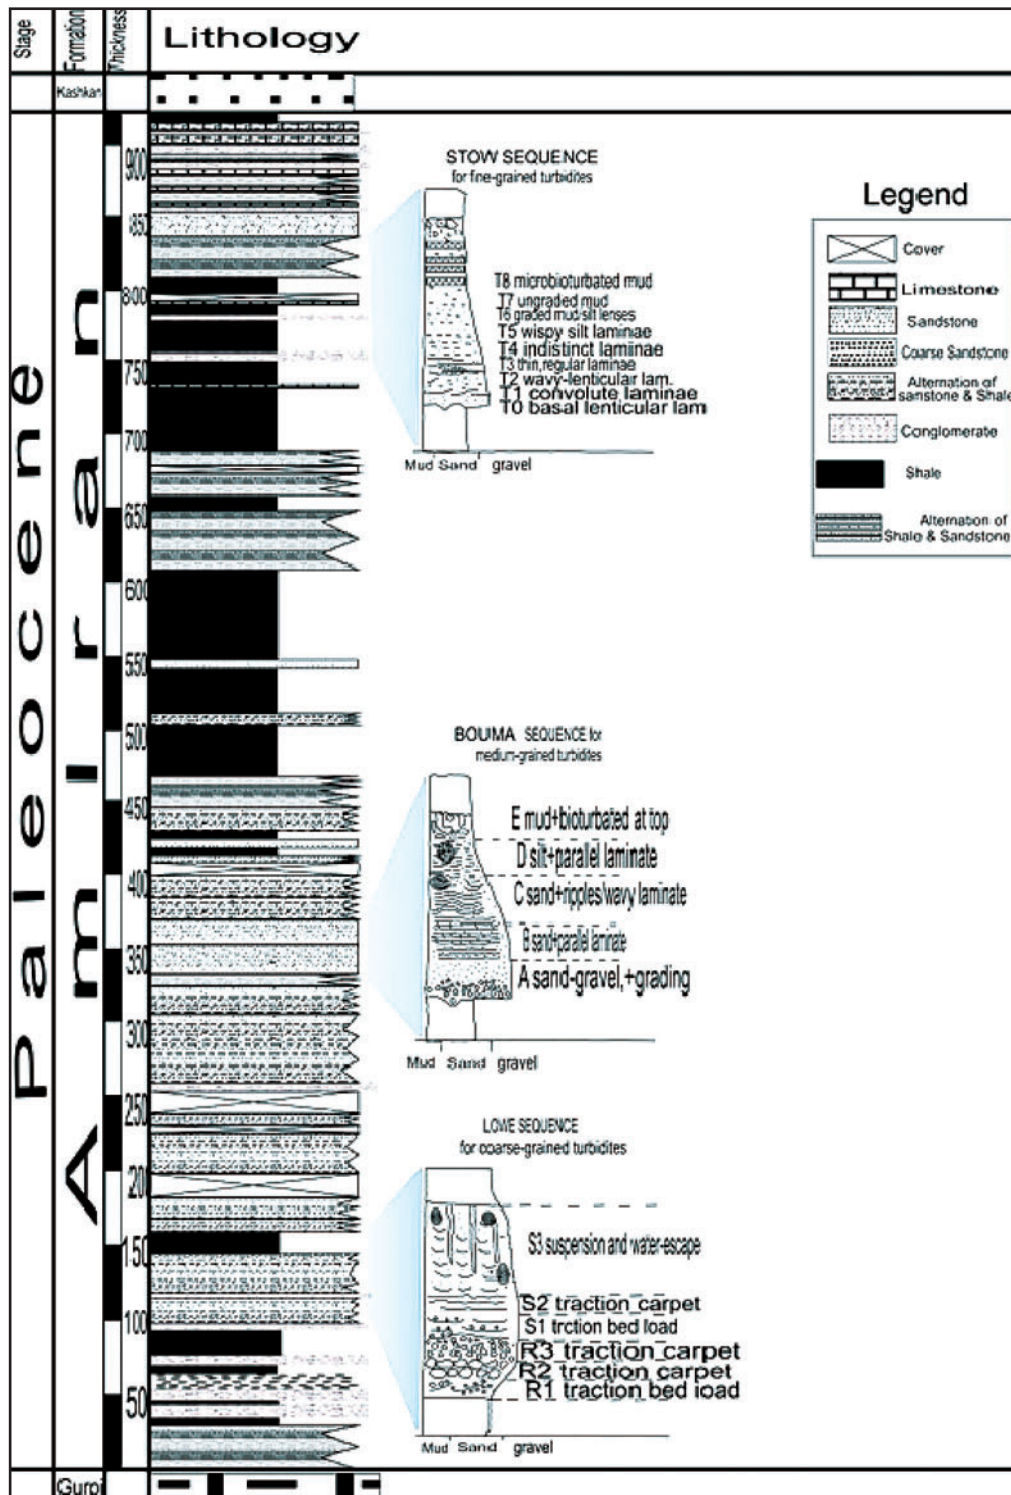 Stage
Formation
Thickness
Lithology
Kashkan
Paleocene
Amiran
900
850
800
750
700
650
600
550
500
450
400
350
300
250
200
150
100
50
Gurpi
STOW SEQUENCE
for fine-grained turbidites
T8 microbioturbated mud
T7 ungradied mud
T6 graded mud/silt lenses
T5 wispy silt laminae
T4 indistinct laminae
T3 thin,regular laminae
T2 wavy-lenticular lam.
T1 convolute laminae
T0 basal lenticular lam
Mud Sand gravel
BOUIMA SEQUENCE for
medium-grained turbidites
E mud+bioturbated at top
D silt+parallel laminate
C sand+ripples/wavy laminate
B sand+parallel laminate
A sand-gravel,+grading
Mud Sand gravel
LOWE SEQUENCE
for coarse-grained turbidites
S3 suspension and water-escape
S2 traction carpet
S1 trction bed load
R3 traction carpet
R2 traction carpet
R1 traction bed load
Mud Sand gravel
Legend
Cover
Limestone
Sandstone
Coarse Sandstone
Alternation of
sanstone & Shale
Conglomerate
Shale
Alternation of
Shale & Sandstone